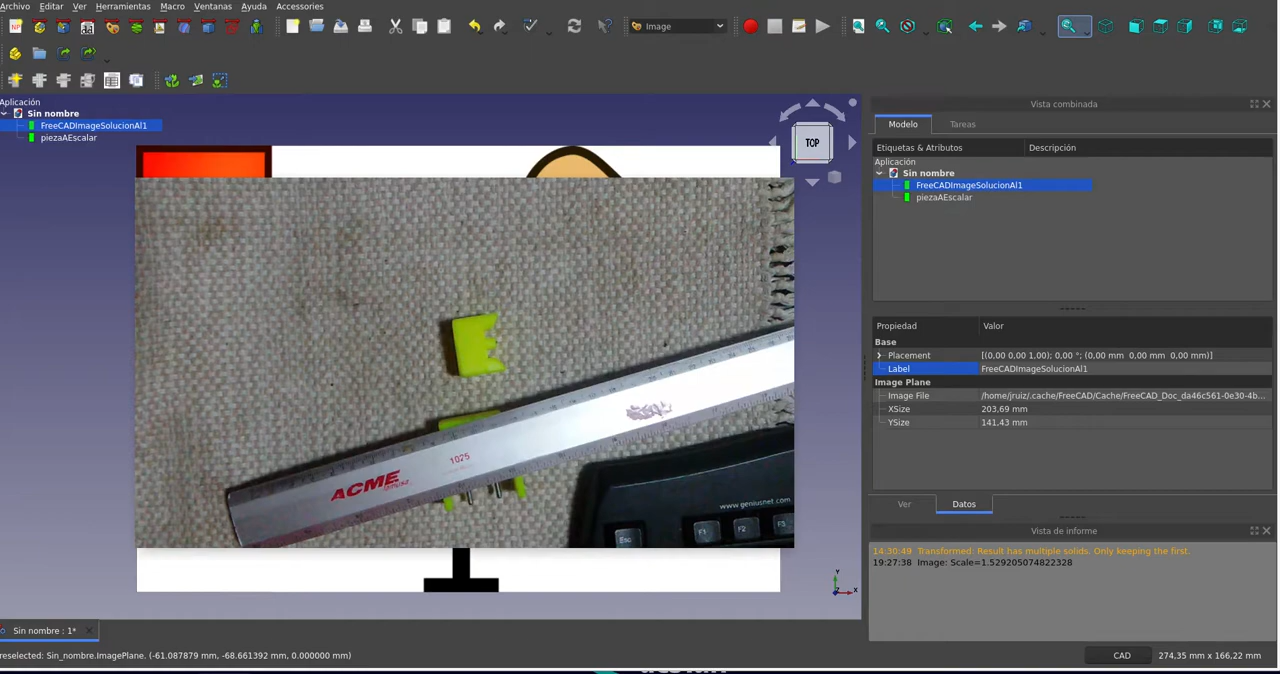 Archivo Editar Ver Herramientas Macro Ventanas Ayuda Accessories
Image
Aplicación
Sin nombre
FreeCADImageSolucionAl1
piezaAEscalar
TOP
ACME
1025
www.geniusnet.com
Esc F1 F2 F3
Y
X
Vista combinada
Modelo Tareas
Etiquetas & Atributos Descripción
Aplicación
Sin nombre
FreeCADImageSolucionAl1
piezaAEscalar
Propiedad Valor
Base
Placement [(0,00 0,00 1,00); 0,00 °; (0,00 mm 0,00 mm 0,00 mm)]
Label FreeCADImageSolucionAl1
Image Plane
Image File /home/jruiz/.cache/FreeCAD/Cache/FreeCAD_Doc_da46c561-0e30-4b...
XSize 203,69 mm
YSize 141,43 mm
Ver Datos
Vista de informe
14:30:49 Transformed: Result has multiple solids. Only keeping the first.
19:27:38 Image: Scale=1.529205074822328
Sin nombre : 1*
reselected: Sin_nombre.ImagePlane. (-61.087879 mm, -68.661392 mm, 0.000000 mm)
CAD 274,35 mm x 166,22 mm